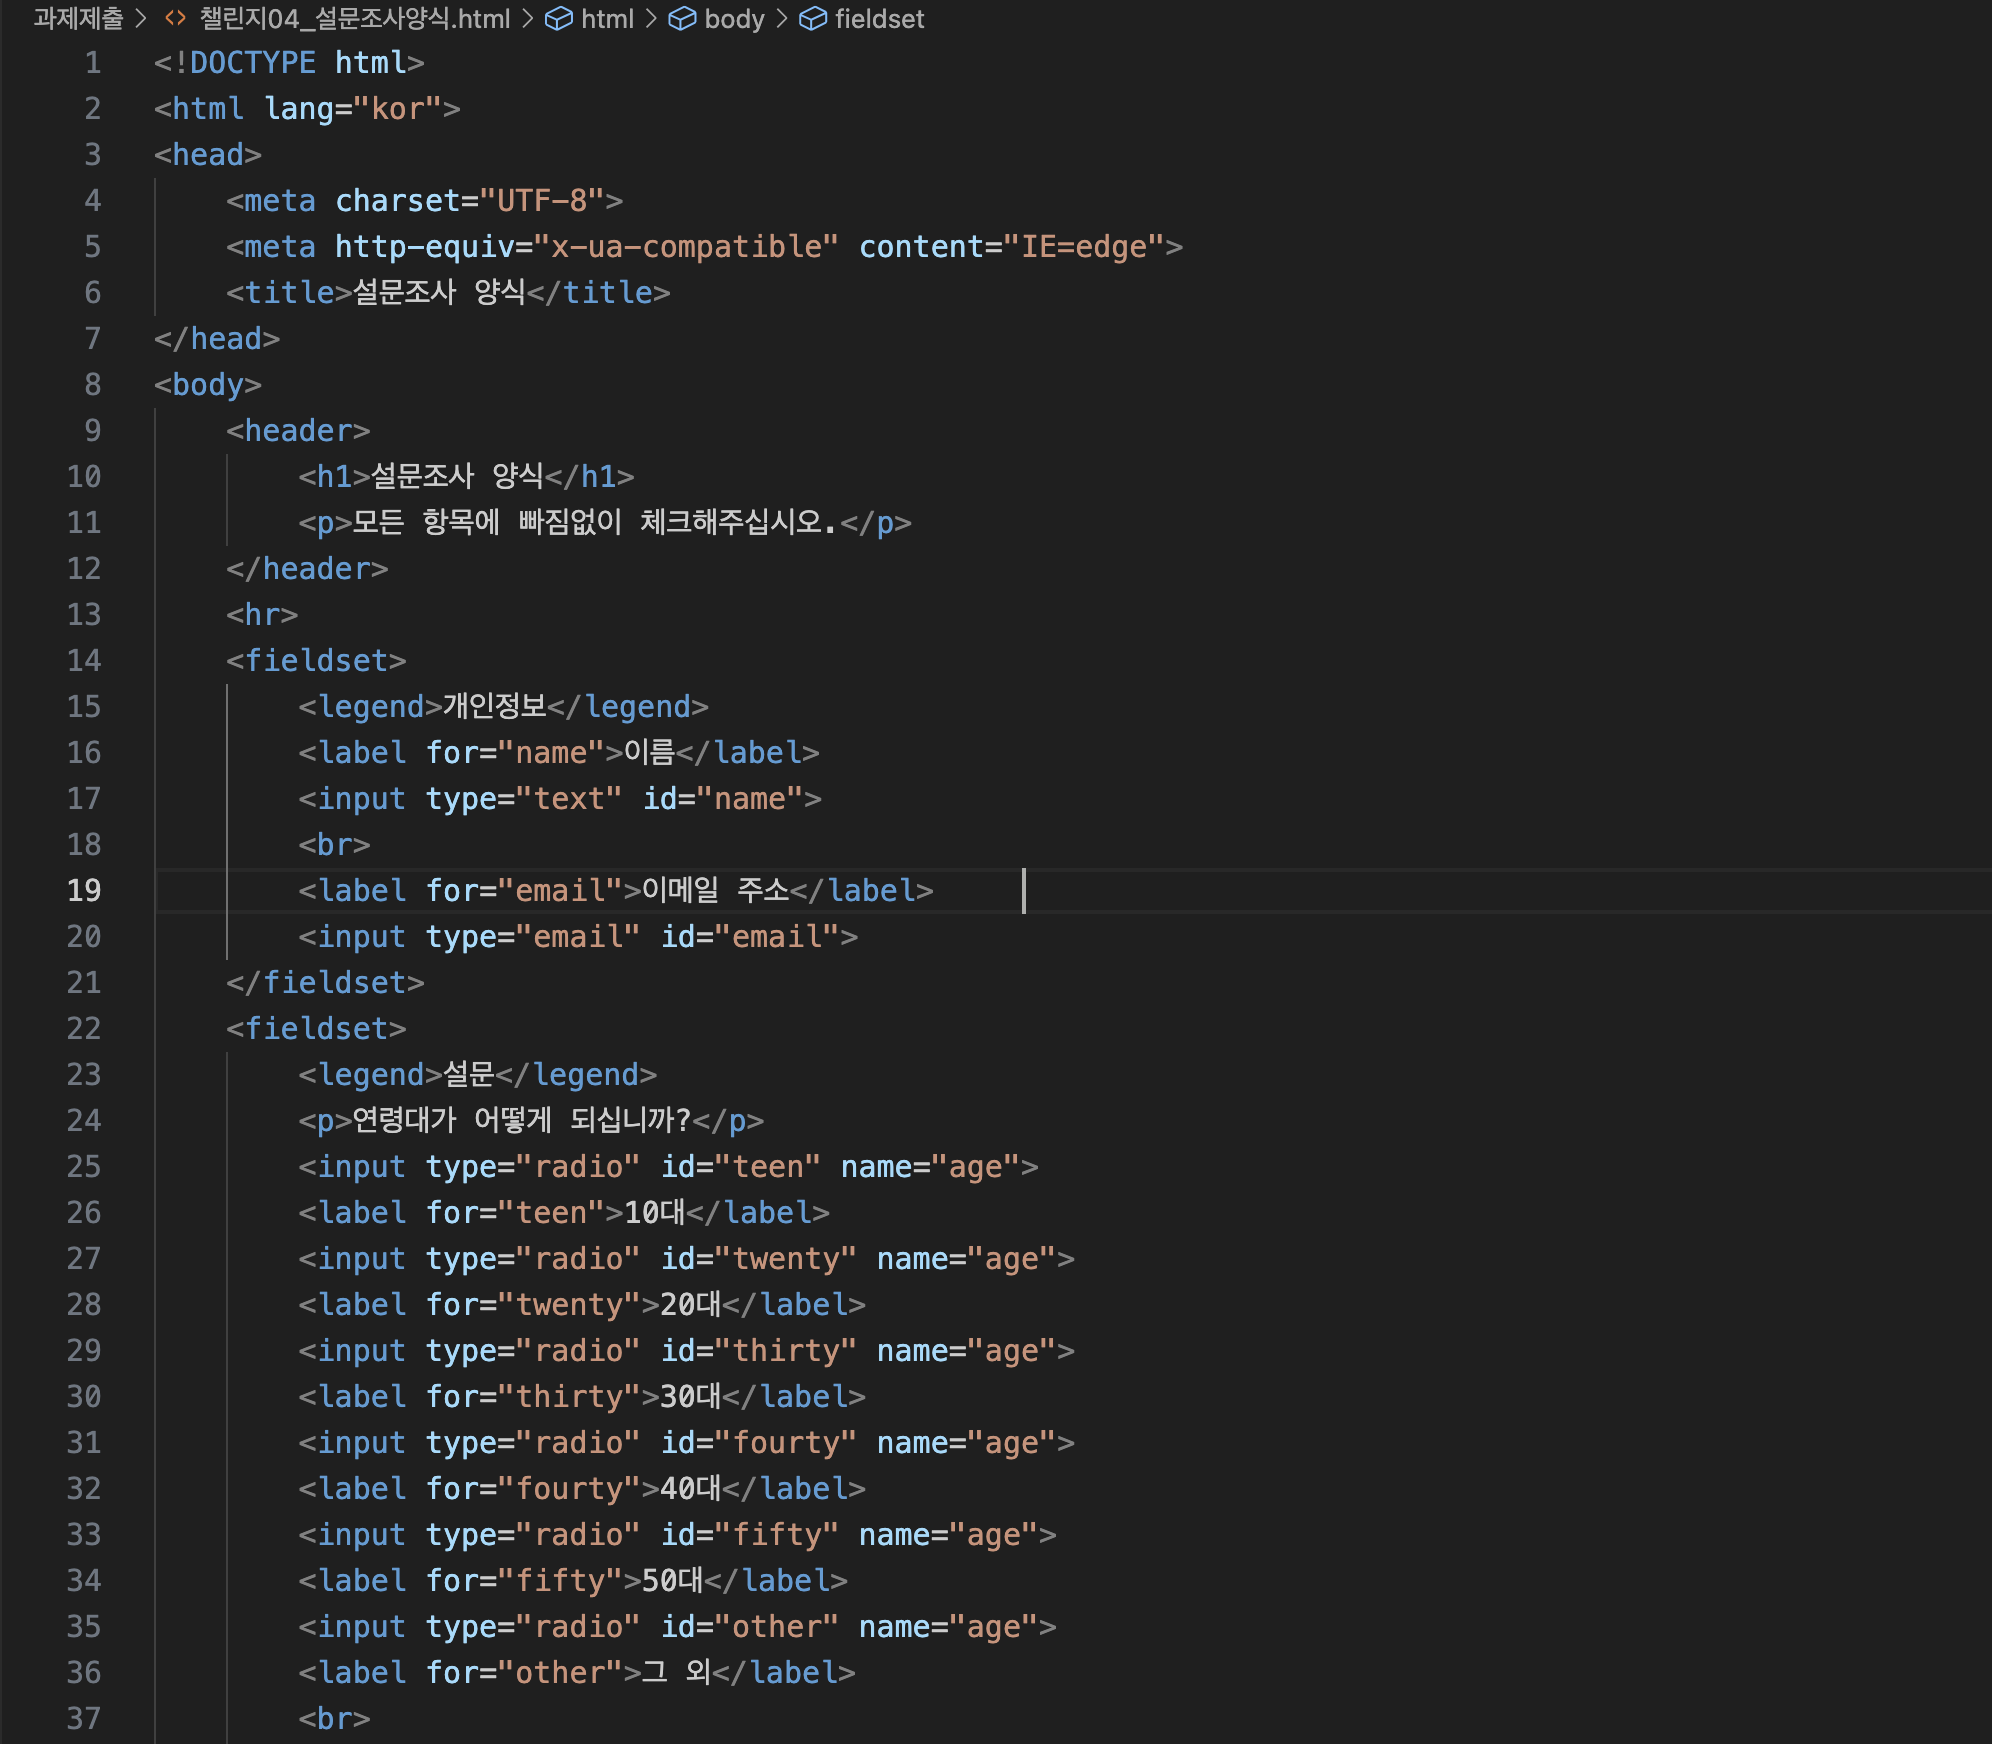 과제제출 > <> 챌린지04_설문조사양식.html > html > body > fieldset
1 <!DOCTYPE html>
2 <html lang="kor">
3 <head>
4 <meta charset="UTF-8">
5 <meta http-equiv="x-ua-compatible" content="IE=edge">
6 <title>설문조사 양식</title>
7 </head>
8 <body>
9 <header>
10 <h1>설문조사 양식</h1>
11 <p>모든 항목에 빠짐없이 체크해주십시오.</p>
12 </header>
13 <hr>
14 <fieldset>
15 <legend>개인정보</legend>
16 <label for="name">이름</label>
17 <input type="text" id="name">
18 <br>
19 <label for="email">이메일 주소</label>
20 <input type="email" id="email">
21 </fieldset>
22 <fieldset>
23 <legend>설문</legend>
24 <p>연령대가 어떻게 되십니까?</p>
25 <input type="radio" id="teen" name="age">
26 <label for="teen">10대</label>
27 <input type="radio" id="twenty" name="age">
28 <label for="twenty">20대</label>
29 <input type="radio" id="thirty" name="age">
30 <label for="thirty">30대</label>
31 <input type="radio" id="fourty" name="age">
32 <label for="fourty">40대</label>
33 <input type="radio" id="fifty" name="age">
34 <label for="fifty">50대</label>
35 <input type="radio" id="other" name="age">
36 <label for="other">그 외</label>
37 <br>